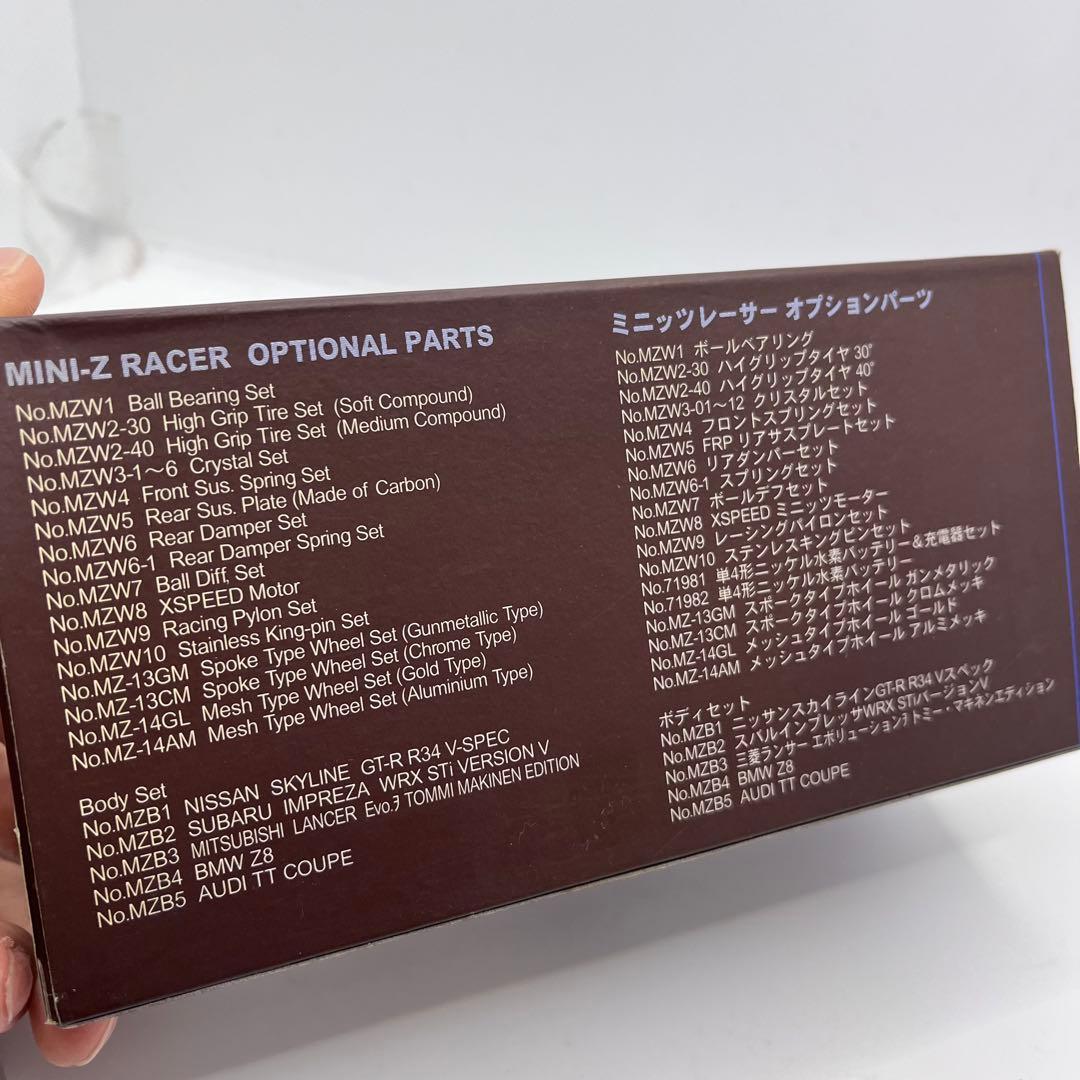 MINI-Z RACER OPTIONAL PARTS
No.MZW1 Ball Bearing Set
No.MZW2-30 High Grip Tire Set (Soft Compound)
No.MZW2-40 High Grip Tire Set (Medium Compound)
No.MZW3-1～6 Crystal Set
No.MZW4 Front Sus. Spring Set
No.MZW5 Rear Sus. Plate (Made of Carbon)
No.MZW6 Rear Damper Set
No.MZW6-1 Rear Damper Spring Set
No.MZW7 Ball Diff, Set
No.MZW8 XSPEED Motor
No.MZW9 Racing Pylon Set
No.MZW10 Stainless King-pin Set
No.MZ-13GM Spoke Type Wheel Set (Gunmetallic Type)
No.MZ-13CM Spoke Type Wheel Set (Chrome Type)
No.MZ-14GL Mesh Type Wheel Set (Gold Type)
No.MZ-14AM Mesh Type Wheel Set (Aluminium Type)
Body Set
No.MZB1 NISSAN SKYLINE GT-R R34 V-SPEC
No.MZB2 SUBARU IMPREZA WRX STi VERSION V
No.MZB3 MITSUBISHI LANCER Evo.ﾌ TOMMI MAKINEN EDITION
No.MZB4 BMW Z8
No.MZB5 AUDI TT COUPE
ミニッツレーサー オプションパーツ
No.MZW1 ボールベアリング
No.MZW2-30 ハイグリップタイヤ 30°
No.MZW2-40 ハイグリップタイヤ 40°
No.MZW3-01～12 クリスタルセット
No.MZW4 フロントスプリングセット
No.MZW5 FRP リアサスプレートセット
No.MZW6 リアダンパーセット
No.MZW6-1 スプリングセット
No.MZW7 ボールデフセット
No.MZW8 XSPEED ミニッツモーター
No.MZW9 レーシングパイロンセット
No.MZW10 ステンレスキングピンセット
No.71981 単4形ニッケル水素バッテリー&充電器セット
No.71982 単4形ニッケル水素バッテリー
No.MZ-13GM スポークタイプホイール ガンメタリック
No.MZ-13CM スポークタイプホイール クロムメッキ
No.MZ-14GL メッシュタイプホイール ゴールド
No.MZ-14AM メッシュタイプホイール アルミメッキ
ボディセット
No.MZB1 ニッサンスカイラインGT-R R34 Vスペック
No.MZB2 スバルインプレッサWRX STiバージョンV
No.MZB3 三菱ランサー エボリューションﾌ トミー・マキネンエディション
No.MZB4 BMW Z8
No.MZB5 AUDI TT COUPE